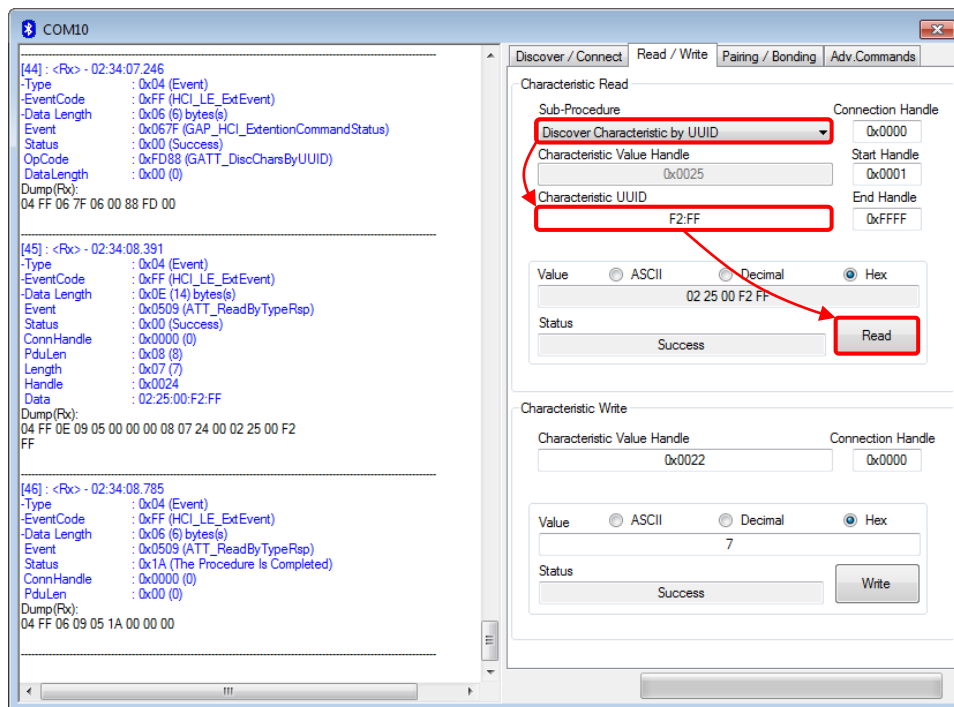 COM10
[44] : <Rx> - 02:34:07.246
-Type : 0x04 (Event)
-EventCode : 0xFF (HCI_LE_ExtEvent)
-Data Length : 0x06 (6) bytes(s)
Event : 0x067F (GAP_HCI_ExtentionCommandStatus)
Status : 0x00 (Success)
OpCode : 0xFD88 (GATT_DiscCharsByUUID)
DataLength : 0x00 (0)
Dump(Rx):
04 FF 06 7F 06 00 88 FD 00
[45] : <Rx> - 02:34:08.391
-Type : 0x04 (Event)
-EventCode : 0xFF (HCI_LE_ExtEvent)
-Data Length : 0x0E (14) bytes(s)
Event : 0x0509 (ATT_ReadByTypeRsp)
Status : 0x00 (Success)
ConnHandle : 0x0000 (0)
PduLen : 0x08 (8)
Length : 0x07 (7)
Handle : 0x0024
Data : 02:25:00:F2:FF
Dump(Rx):
04 FF 0E 09 05 00 00 00 08 07 24 00 02 25 00 F2
FF
[46] : <Rx> - 02:34:08.785
-Type : 0x04 (Event)
-EventCode : 0xFF (HCI_LE_ExtEvent)
-Data Length : 0x06 (6) bytes(s)
Event : 0x0509 (ATT_ReadByTypeRsp)
Status : 0x1A (The Procedure Is Completed)
ConnHandle : 0x0000 (0)
PduLen : 0x00 (0)
Dump(Rx):
04 FF 06 09 05 1A 00 00 00
Discover / Connect Read / Write Pairing / Bonding Adv.Commands
Characteristic Read
Sub-Procedure Connection Handle
Discover Characteristic by UUID 0x0000
Characteristic Value Handle Start Handle
0x0025 0x0001
Characteristic UUID End Handle
F2:FF 0xFFFF
Value ASCII Decimal Hex
02 25 00 F2 FF
Status
Success Read
Characteristic Write
Characteristic Value Handle Connection Handle
0x0022 0x0000
Value ASCII Decimal Hex
7
Status
Success Write